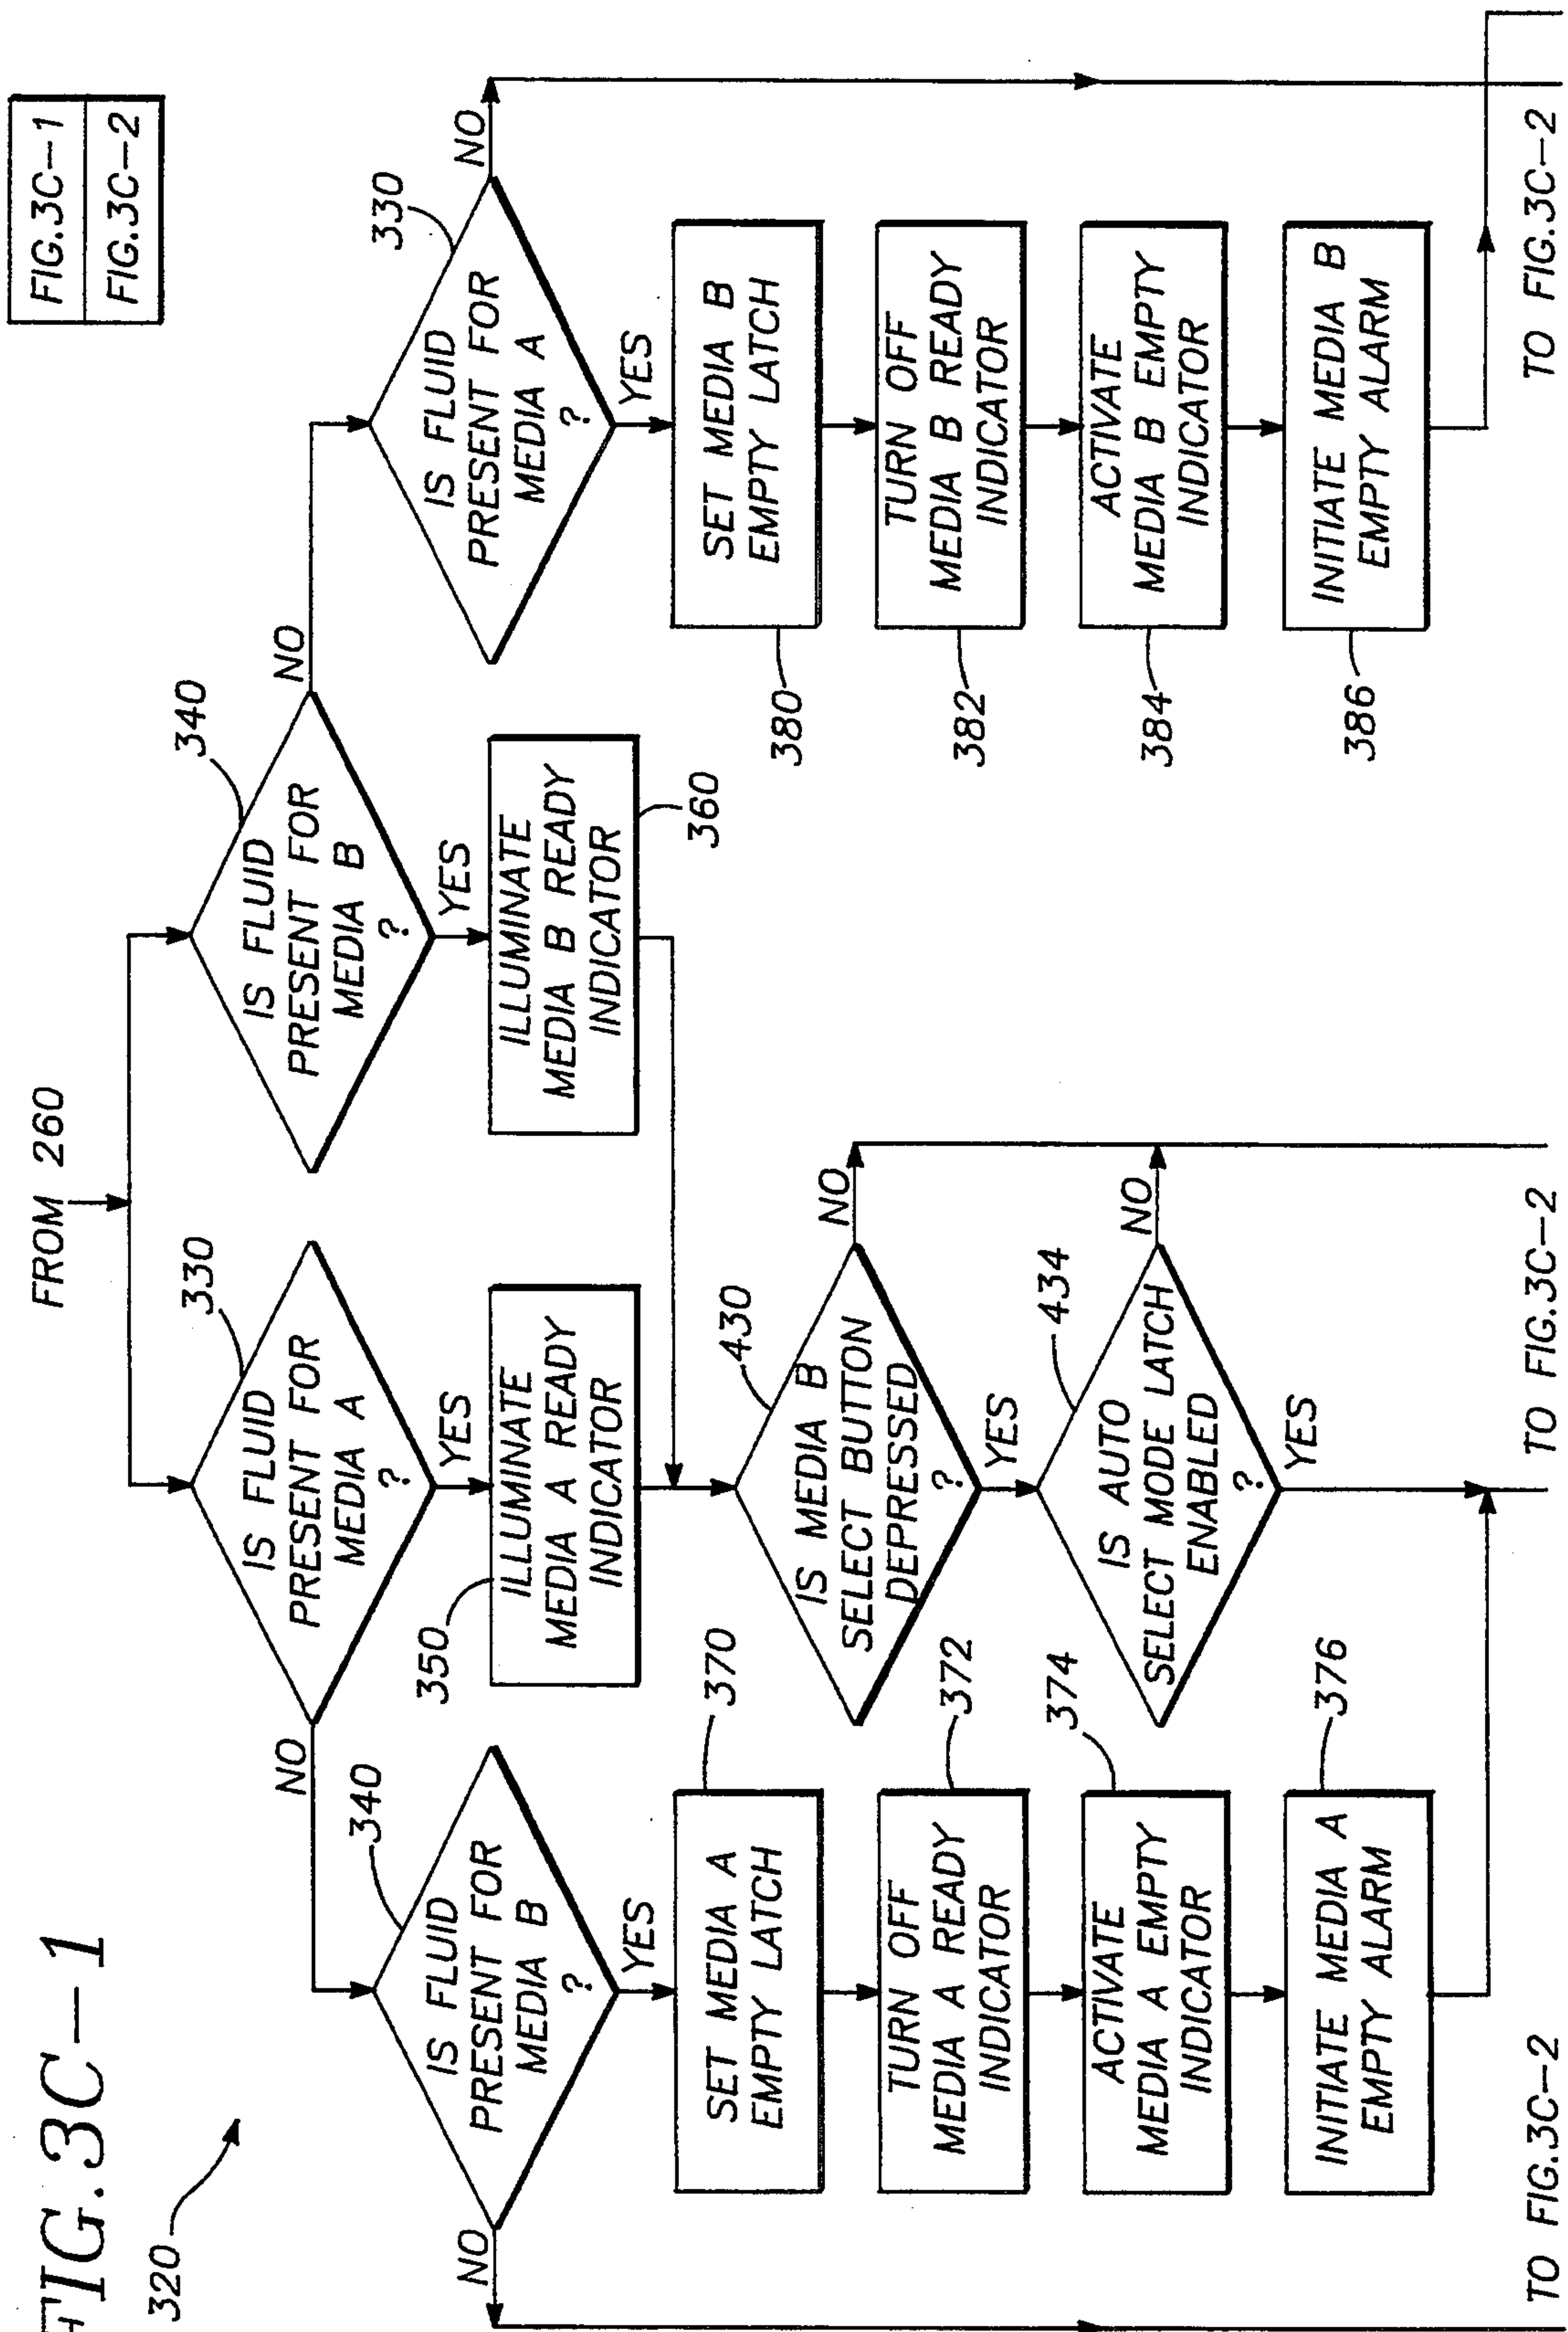 FIG.3C-1
320
FIG.3C-1
FIG.3C-2
FROM 260
330
IS FLUID
PRESENT FOR
MEDIA A
?
NO
YES
340
IS FLUID
PRESENT FOR
MEDIA B
?
NO
YES
340
IS FLUID
PRESENT FOR
MEDIA B
?
NO
YES
330
IS FLUID
PRESENT FOR
MEDIA A
?
NO
YES
350
ILLUMINATE
MEDIA A READY
INDICATOR
ILLUMINATE
MEDIA B READY
INDICATOR
360
370
SET MEDIA A
EMPTY LATCH
372
TURN OFF
MEDIA A READY
INDICATOR
374
ACTIVATE
MEDIA A EMPTY
INDICATOR
376
INITIATE MEDIA A
EMPTY ALARM
430
IS MEDIA B
SELECT BUTTON
DEPRESSED
?
NO
YES
434
IS AUTO
SELECT MODE LATCH
ENABLED
?
NO
YES
380
SET MEDIA B
EMPTY LATCH
382
TURN OFF
MEDIA B READY
INDICATOR
384
ACTIVATE
MEDIA B EMPTY
INDICATOR
386
INITIATE MEDIA B
EMPTY ALARM
TO FIG.3C-2
TO FIG.3C-2
TO FIG.3C-2